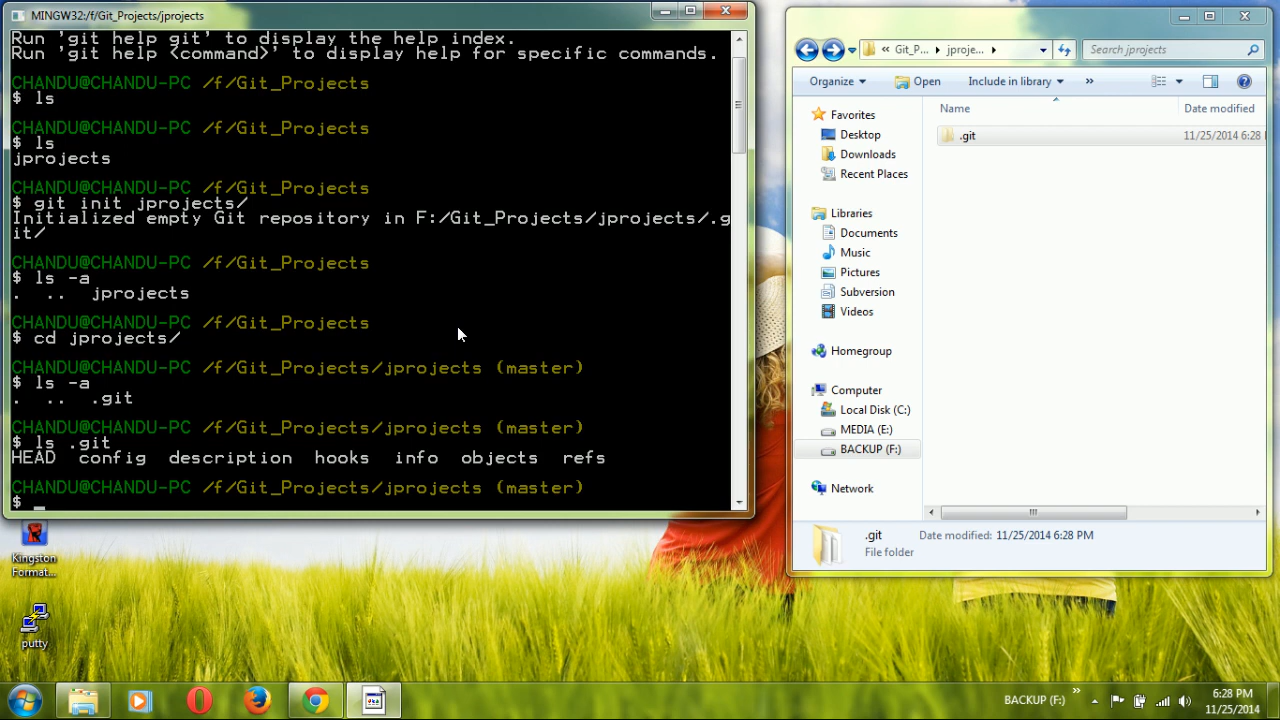 MINGW32:/f/Git_Projects/jprojects
Run 'git help git' to display the help index.
Run 'git help <command>' to display help for specific commands.
CHANDU@CHANDU-PC /f/Git_Projects
$ ls
CHANDU@CHANDU-PC /f/Git_Projects
$ ls
jprojects
CHANDU@CHANDU-PC /f/Git_Projects
$ git init jprojects/
Initialized empty Git repository in F:/Git_Projects/jprojects/.g
it/
CHANDU@CHANDU-PC /f/Git_Projects
$ ls -a
. .. jprojects
CHANDU@CHANDU-PC /f/Git_Projects
$ cd jprojects/
CHANDU@CHANDU-PC /f/Git_Projects/jprojects (master)
$ ls -a
. .. .git
CHANDU@CHANDU-PC /f/Git_Projects/jprojects (master)
$ ls .git
HEAD config description hooks info objects refs
CHANDU@CHANDU-PC /f/Git_Projects/jprojects (master)
$
« Git_P... jproje...
Search jprojects
Organize Open Include in library »
Name Date modified
.git 11/25/2014 6:28
Favorites
Desktop
Downloads
Recent Places
Libraries
Documents
Music
Pictures
Subversion
Videos
Homegroup
Computer
Local Disk (C:)
MEDIA (E:)
BACKUP (F:)
Network
.git Date modified: 11/25/2014 6:28 PM
File folder
Kingston
Format...
putty
BACKUP (F:) »
6:28 PM
11/25/2014